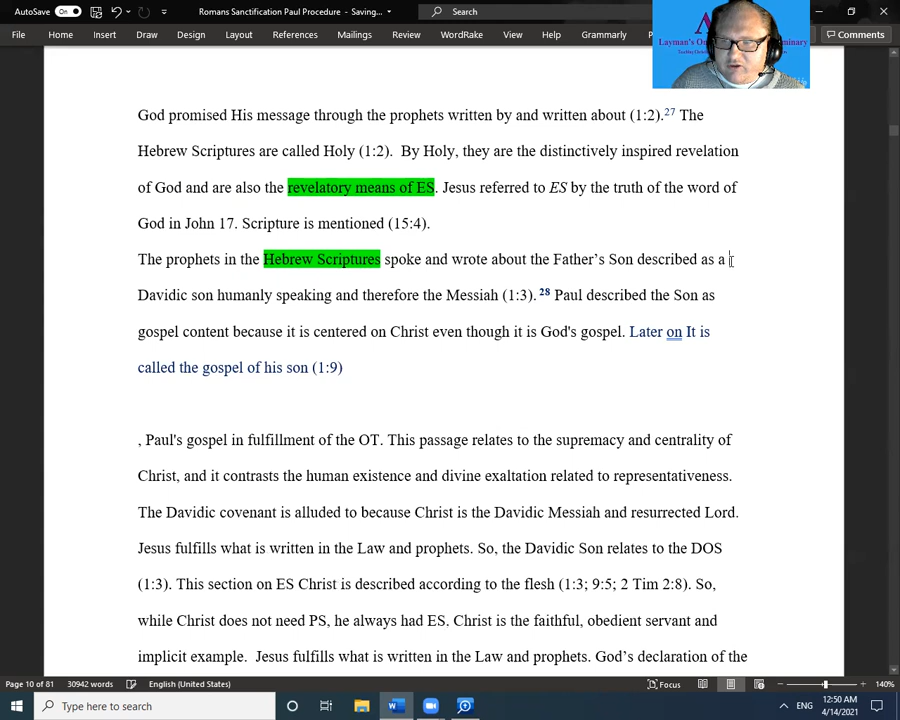 AutoSave On Romans Sanctification Paul Procedure - Saving... Search
File Home Insert Draw Design Layout References Mailings Review WordRake View Help Grammarly Comments
Layman's On
God promised His message through the prophets written by and written about (1:2).27 The
Hebrew Scriptures are called Holy (1:2). By Holy, they are the distinctively inspired revelation
of God and are also the revelatory means of ES. Jesus referred to ES by the truth of the word of
God in John 17. Scripture is mentioned (15:4).
The prophets in the Hebrew Scriptures spoke and wrote about the Father's Son described as a
Davidic son humanly speaking and therefore the Messiah (1:3). 28 Paul described the Son as
gospel content because it is centered on Christ even though it is God's gospel. Later on It is
called the gospel of his son (1:9)
, Paul's gospel in fulfillment of the OT. This passage relates to the supremacy and centrality of
Christ, and it contrasts the human existence and divine exaltation related to representativeness.
The Davidic covenant is alluded to because Christ is the Davidic Messiah and resurrected Lord.
Jesus fulfills what is written in the Law and prophets. So, the Davidic Son relates to the DOS
(1:3). This section on ES Christ is described according to the flesh (1:3; 9:5; 2 Tim 2:8). So,
while Christ does not need PS, he always had ES. Christ is the faithful, obedient servant and
implicit example. Jesus fulfills what is written in the Law and prophets. God's declaration of the
Page 10 of 81 30942 words English (United States) Focus 140%
Type here to search ENG 12:50 AM
4/14/2021